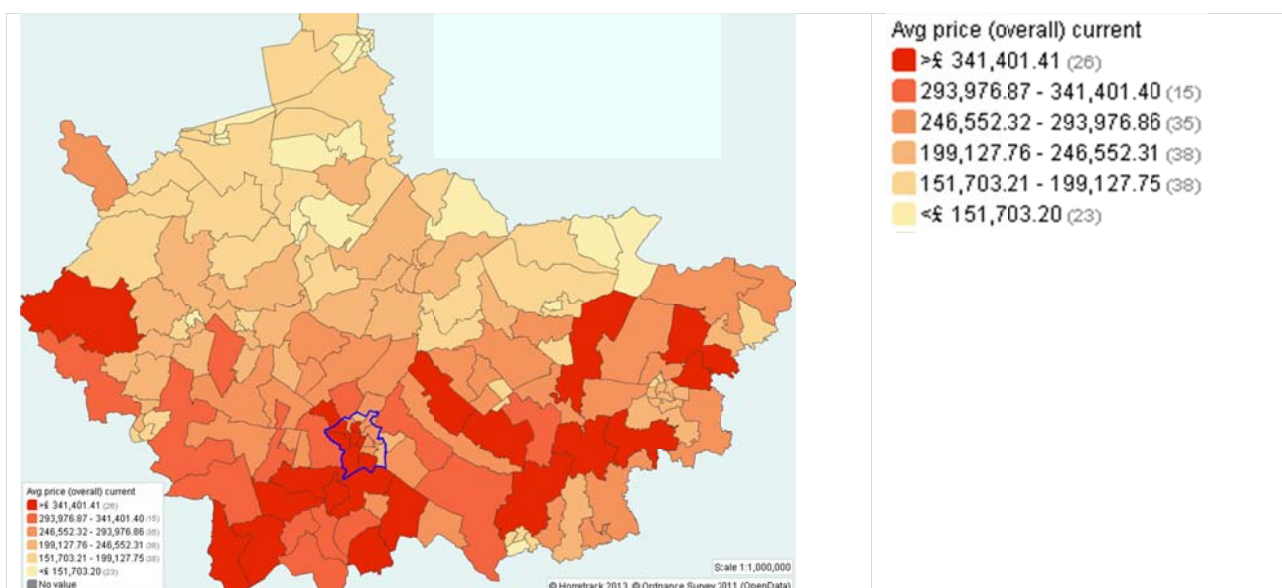 Avg price (overall) current
>£ 341,401.41 (26)
293,976.87 - 341,401.40 (15)
246,552.32 - 293,976.86 (35)
199,127.76 - 246,552.31 (38)
151,703.21 - 199,127.75 (38)
<£ 151,703.20 (23)
Avg price (overall) current
>£ 341,401.41 (26)
293,976.87 - 341,401.40 (15)
246,552.32 - 293,976.86 (35)
199,127.76 - 246,552.31 (38)
151,703.21 - 199,127.75 (38)
<£ 151,703.20 (23)
No value
Scale 1:1,000,000
© Hometrack 2013, © Ordnance Survey 2011 (OpenData)